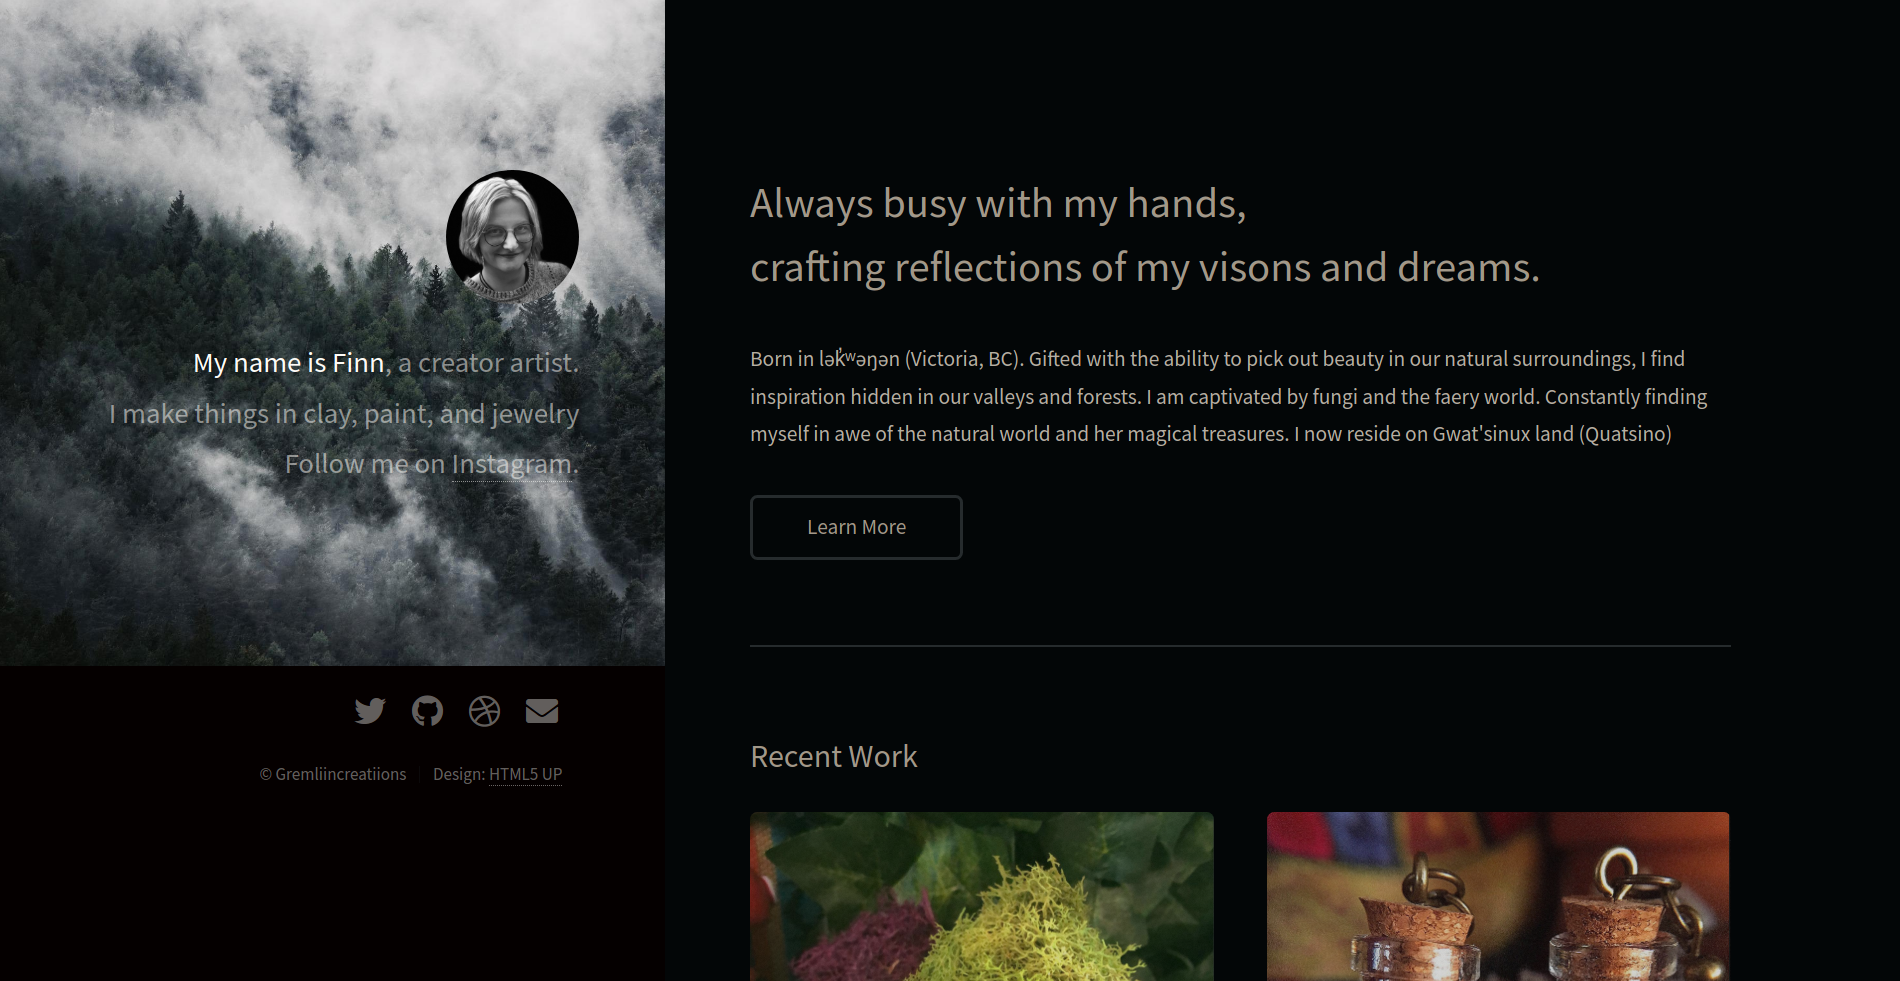 My name is Finn, a creator artist.
I make things in clay, paint, and jewelry
Follow me on Instagram.
© Gremliincreatiions
Design: HTML5 UP
Always busy with my hands,
crafting reflections of my visons and dreams.
Born in lək̓ʷəŋən (Victoria, BC). Gifted with the ability to pick out beauty in our natural surroundings, I find
inspiration hidden in our valleys and forests. I am captivated by fungi and the faery world. Constantly finding
myself in awe of the natural world and her magical treasures. I now reside on Gwat'sinux land (Quatsino)
Learn More
Recent Work